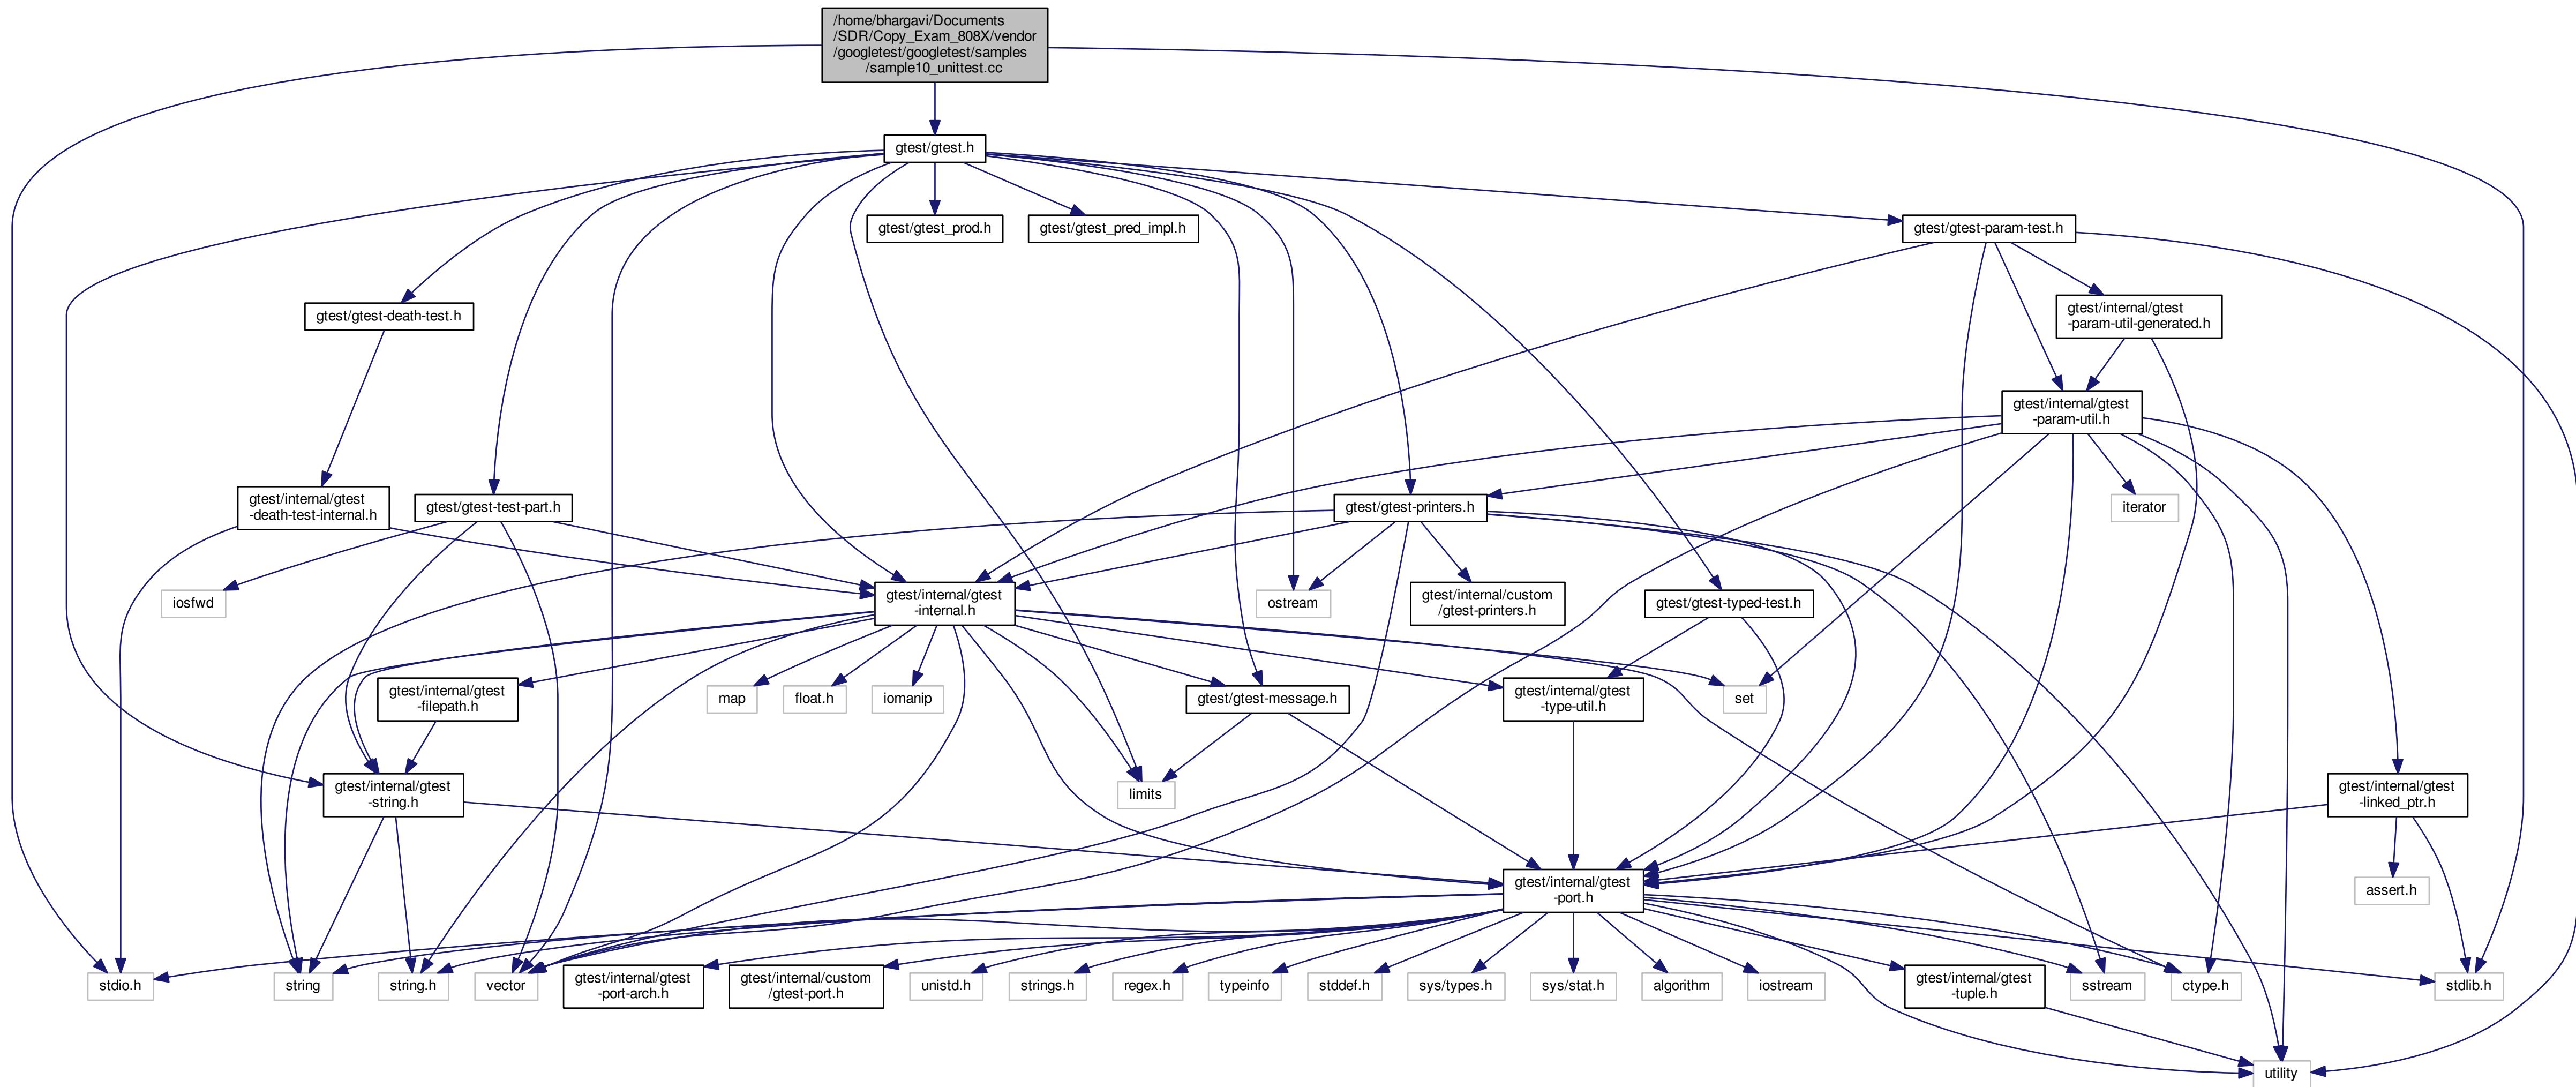 /home/bhargavi/Documents
/SDR/Copy_Exam_808X/vendor
/googletest/googletest/samples
/sample10_unittest.cc
gtest/gtest.h
gtest/gtest_prod.h
gtest/gtest_pred_impl.h
gtest/gtest-param-test.h
gtest/gtest-death-test.h
gtest/internal/gtest
-param-util-generated.h
gtest/internal/gtest
-param-util.h
gtest/internal/gtest
-death-test-internal.h
gtest/gtest-test-part.h
gtest/gtest-printers.h
iterator
iosfwd
gtest/internal/gtest
-internal.h
ostream
gtest/internal/custom
/gtest-printers.h
gtest/gtest-typed-test.h
gtest/internal/gtest
-filepath.h
map
float.h
iomanip
gtest/gtest-message.h
gtest/internal/gtest
-type-util.h
set
gtest/internal/gtest
-string.h
limits
gtest/internal/gtest
-linked_ptr.h
gtest/internal/gtest
-port.h
assert.h
stdio.h
string
string.h
vector
gtest/internal/gtest
-port-arch.h
gtest/internal/custom
/gtest-port.h
unistd.h
strings.h
regex.h
typeinfo
stddef.h
sys/types.h
sys/stat.h
algorithm
iostream
gtest/internal/gtest
-tuple.h
sstream
ctype.h
stdlib.h
utility